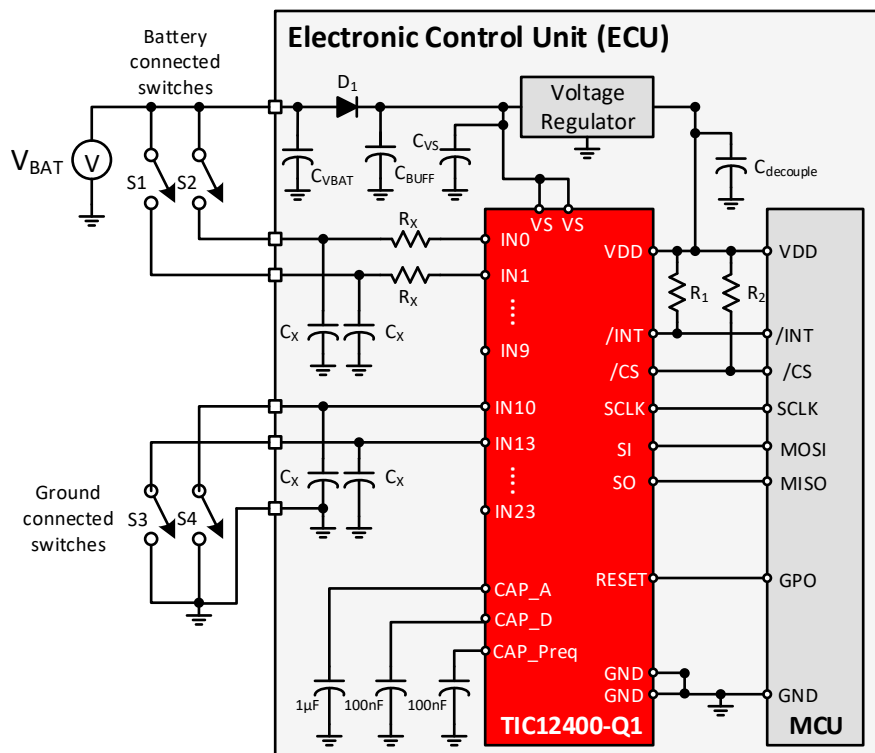 Electronic Control Unit (ECU)
Battery
connected
switches
D1
Voltage
Regulator
VBAT
V
S1
S2
CVBAT
CBUFF
CVS
Cdecouple
VS
VS
RX
IN0
VDD
VDD
RX
IN1
R1
R2
CX
CX
/INT
/INT
IN9
/CS
/CS
IN10
SCLK
SCLK
IN13
SI
MOSI
CX
CX
SO
MISO
Ground
connected
switches
S3
S4
IN23
RESET
GPO
CAP_A
CAP_D
CAP_Preq
1µF
100nF
100nF
GND
GND
GND
TIC12400-Q1
MCU